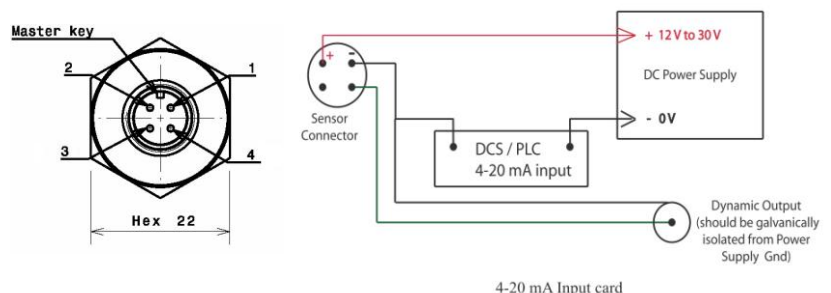 Master key
2
1
3
4
Hex 22
+ -
Sensor
Connector
+ 12V to 30V
DC Power Supply
- 0V
DCS / PLC
4-20 mA input
Dynamic Output
(should be galvanically
isolated from Power
Supply Gnd)
4-20 mA Input card